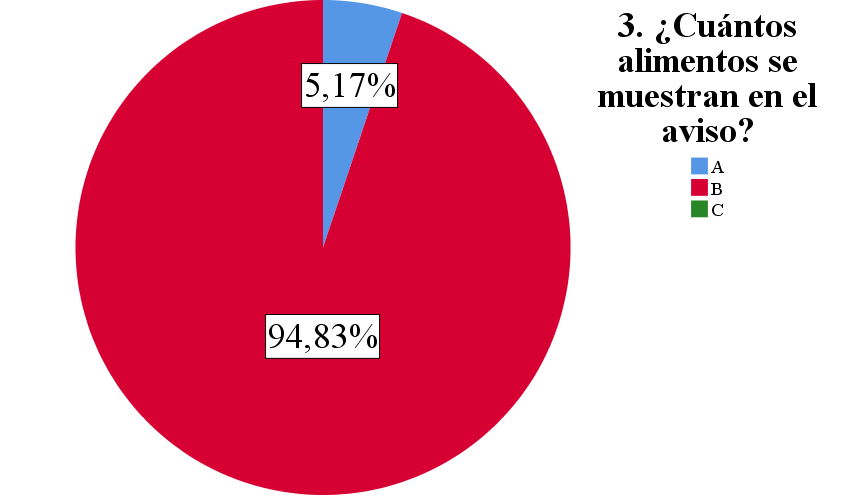 3. ¿Cuántos
alimentos se
muestran en el
aviso?
A
B
C
5,17%
94,83%